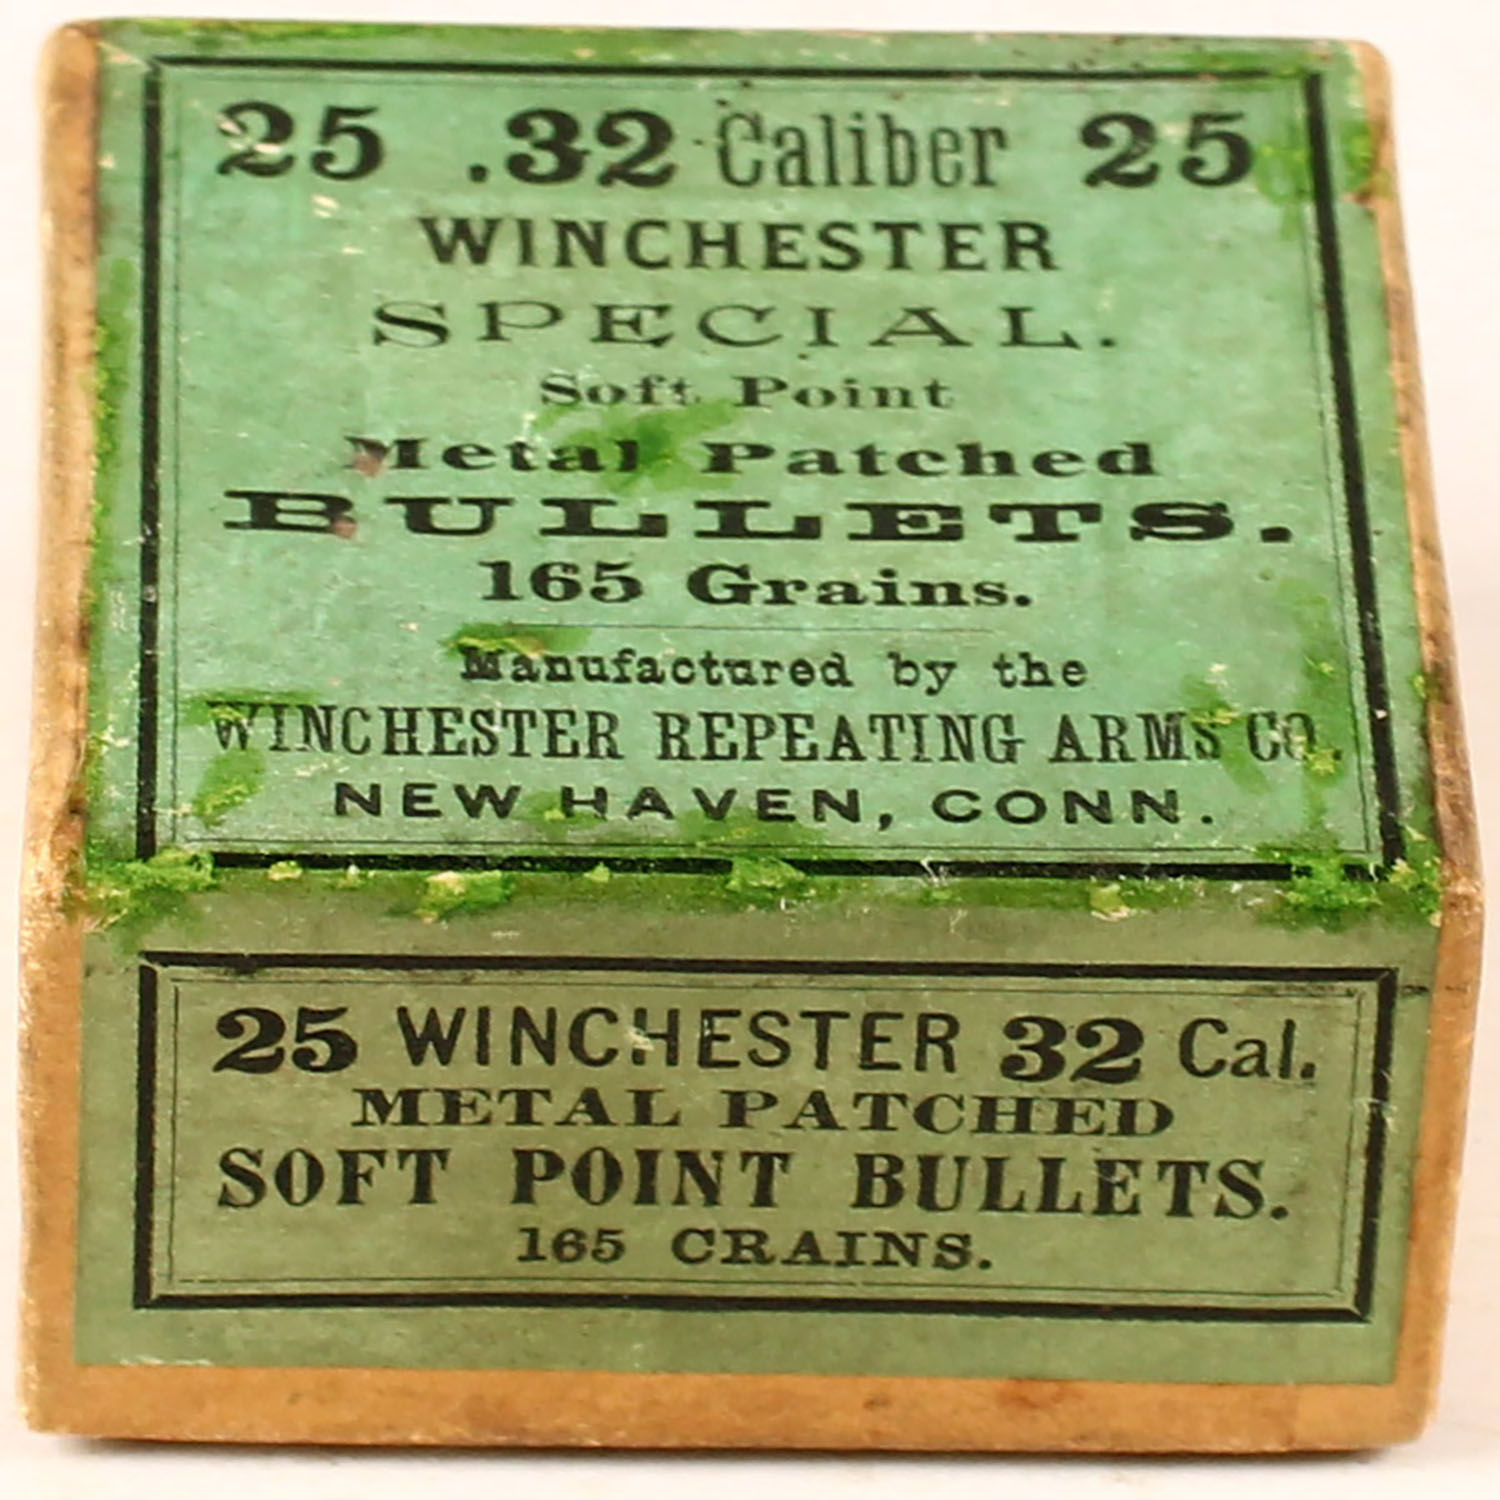 25 .32 Caliber 25
WINCHESTER
SPECIAL.
Soft Point
Metal Patched
BULLETS.
165 Grains.
Manufactured by the
WINCHESTER REPEATING ARMS CO.
NEW HAVEN, CONN.
25 WINCHESTER 32 Cal.
METAL PATCHED
SOFT POINT BULLETS.
165 GRAINS.